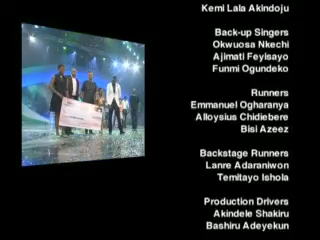 Kemi Lala Akindoju
Back-up Singers
Okwuosa Nkechi
Ajimati Feyisayo
Funmi Ogundeko
Runners
Emmanuel Ogharanya
Alloysius Chidiebere
Bisi Azeez
Backstage Runners
Lanre Adaraniwon
Temitayo Ishola
Production Drivers
Akindele Shakiru
Bashiru Adeyekun